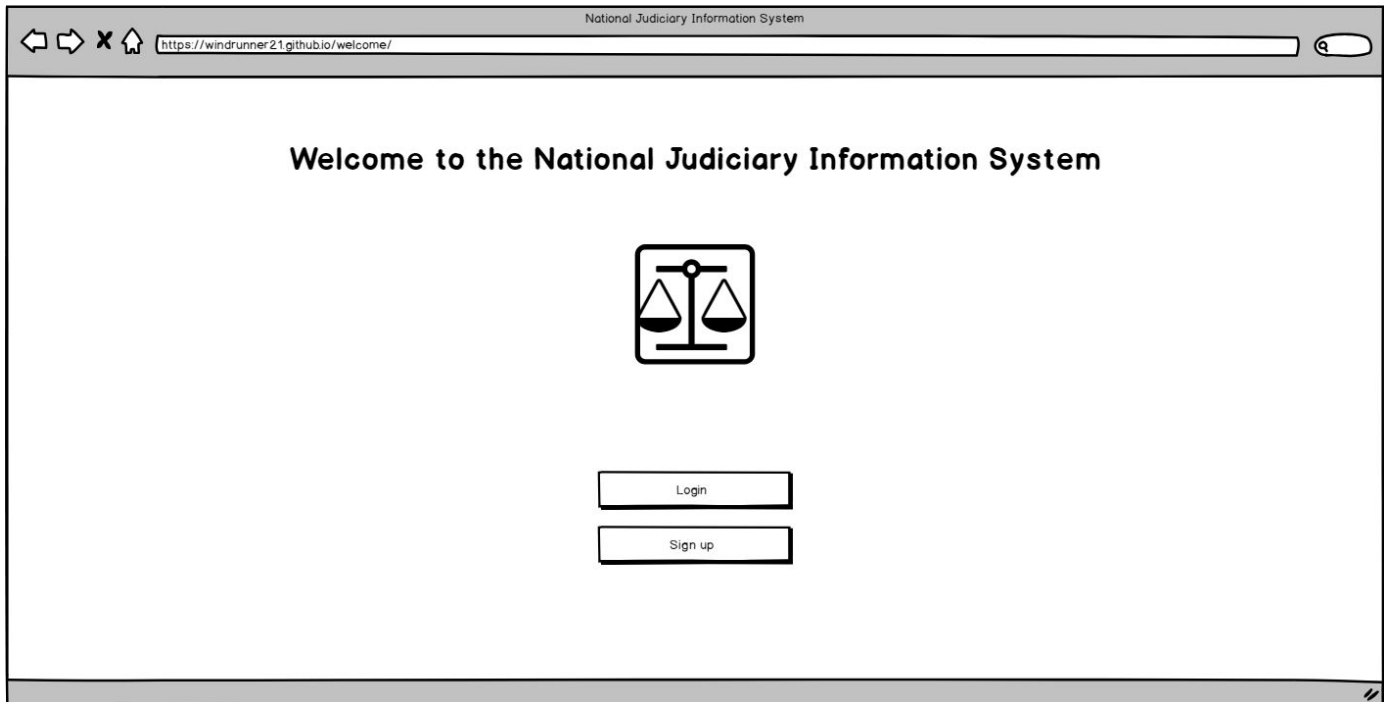 National Judiciary Information System
https://windrunner21.github.io/welcome/
Welcome to the National Judiciary Information System
Login
Sign up